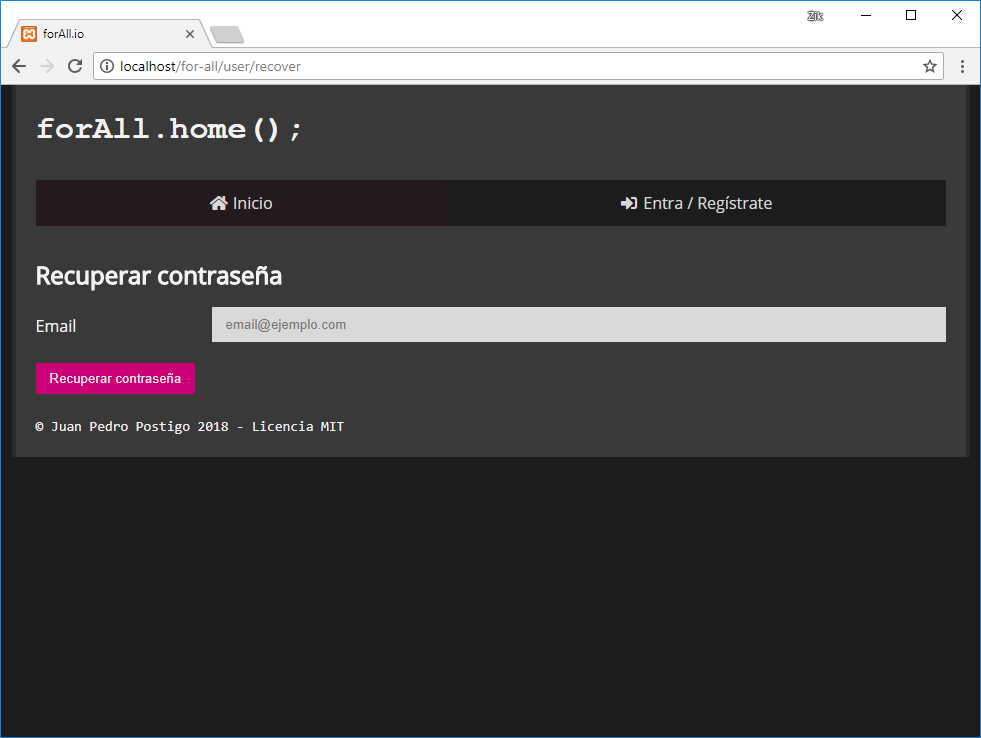 Zik
forAll.io
localhost/for-all/user/recover
forAll.home();
Inicio
Entra / Regístrate
Recuperar contraseña
Email
email@ejemplo.com
Recuperar contraseña
© Juan Pedro Postigo 2018 - Licencia MIT